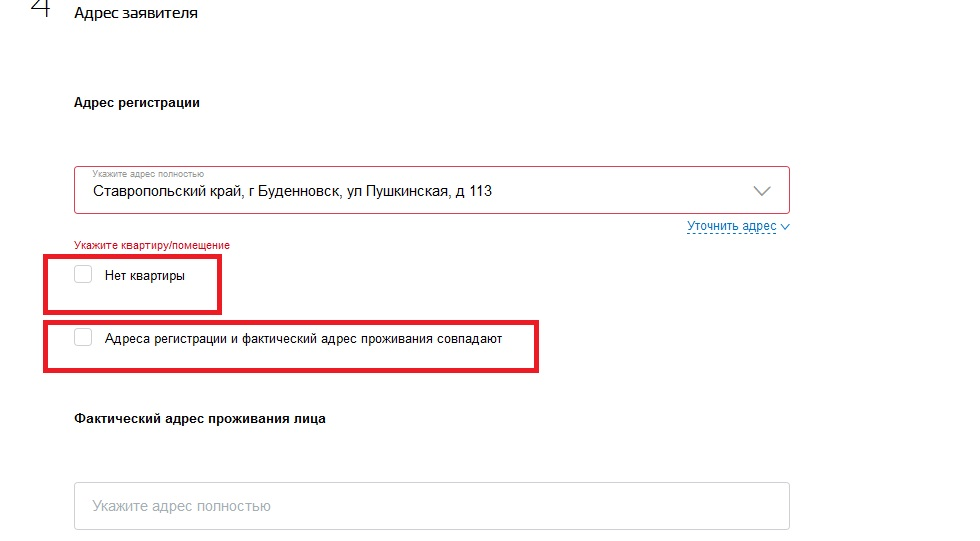 4
Адрес заявителя
Адрес регистрации
Укажите адрес полностью
Ставропольский край, г Буденновск, ул Пушкинская, д 113
Уточнить адрес
Укажите квартиру/помещение
Нет квартиры
Адреса регистрации и фактический адрес проживания совпадают
Фактический адрес проживания лица
Укажите адрес полностью